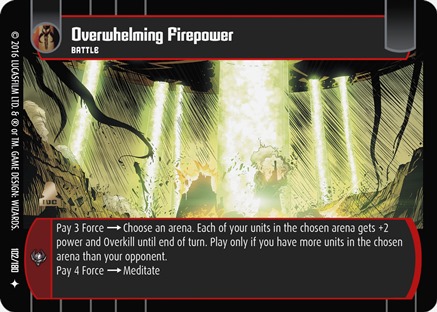 Overwhelming Firepower
BATTLE
© 2016 LUCASFILM LTD. & ® or TM. GAME DESIGN: WIZARDS.
102/180
Pay 3 Force → Choose an arena. Each of your units in the chosen arena gets +2
power and Overkill until end of turn. Play only if you have more units in the chosen
arena than your opponent.
Pay 4 Force → Meditate